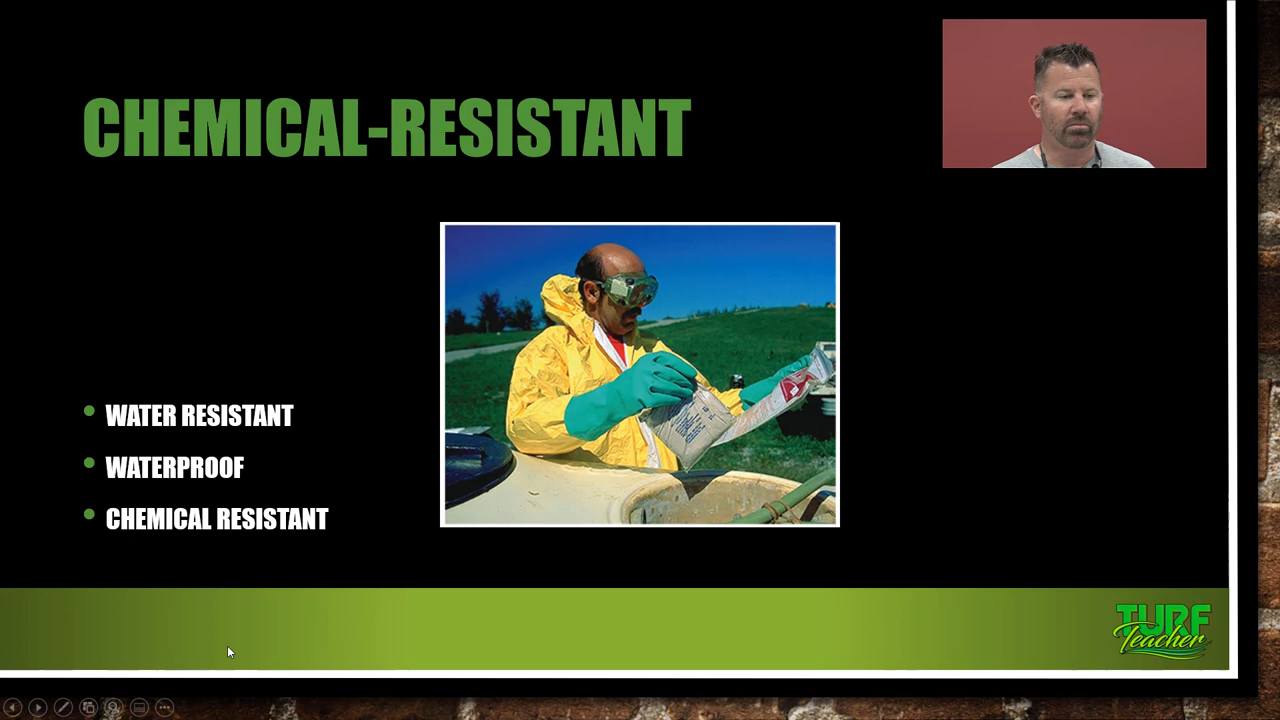 CHEMICAL-RESISTANT
WATER RESISTANT
WATERPROOF
CHEMICAL RESISTANT
TURF
Teacher